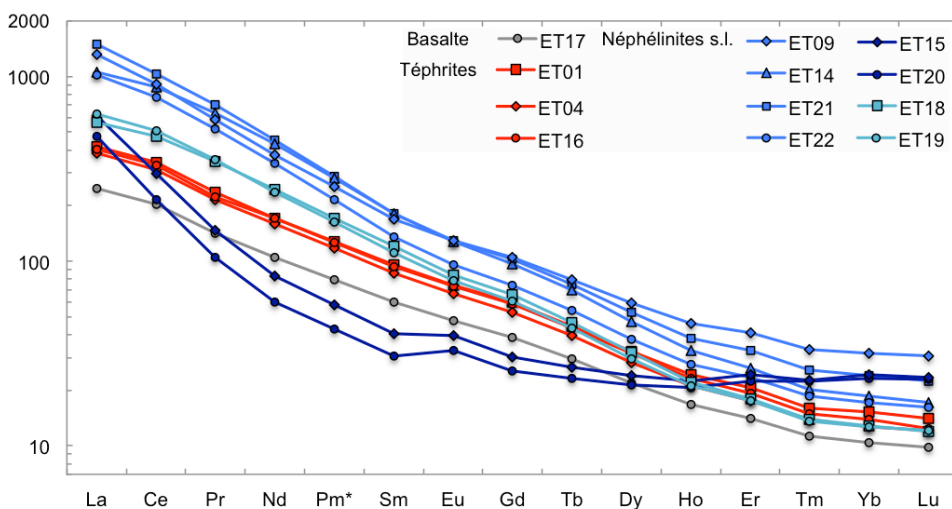 2000
1000
100
10
Basalte ET17 Néphélinites s.l. ET09 ET15
Téphrites ET01 ET14 ET20
ET04 ET21 ET18
ET16 ET22 ET19
La Ce Pr Nd Pm* Sm Eu Gd Tb Dy Ho Er Tm Yb Lu